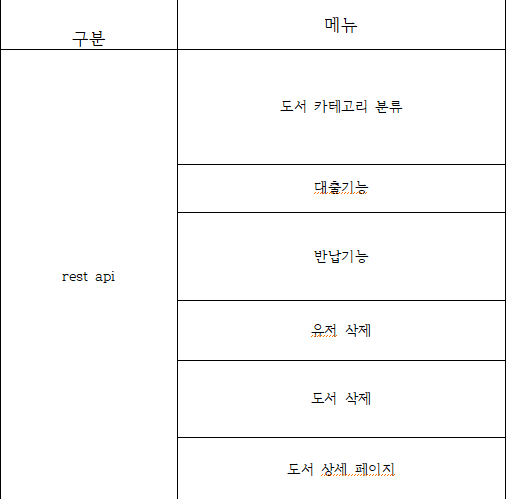 구분
메뉴
rest api
도서 카테고리 분류
대출기능
반납기능
유저 삭제
도서 삭제
도서 상세 페이지